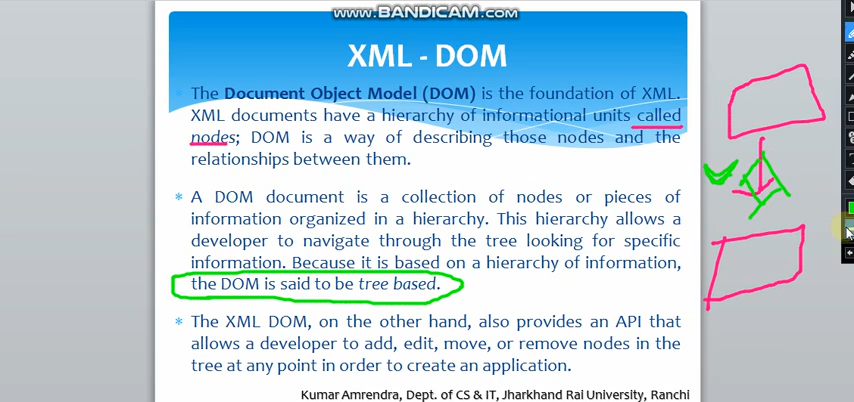 www.BANDICAM.com
XML - DOM
* The Document Object Model (DOM) is the foundation of XML.
XML documents have a hierarchy of informational units called
nodes; DOM is a way of describing those nodes and the
relationships between them.
* A DOM document is a collection of nodes or pieces of
information organized in a hierarchy. This hierarchy allows a
developer to navigate through the tree looking for specific
information. Because it is based on a hierarchy of information,
the DOM is said to be tree based.
* The XML DOM, on the other hand, also provides an API that
allows a developer to add, edit, move, or remove nodes in the
tree at any point in order to create an application.
Kumar Amrendra, Dept. of CS & IT, Jharkhand Rai University, Ranchi